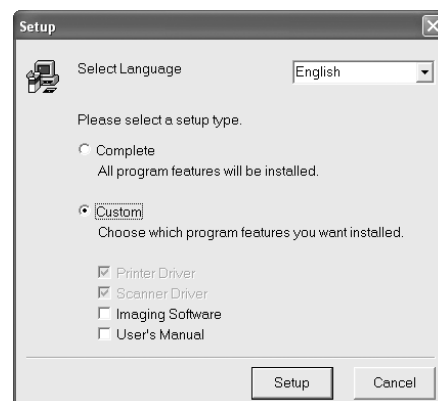 Setup
Select Language
English
Please select a setup type.
Complete
All program features will be installed.
Custom
Choose which program features you want installed.
Printer Driver
Scanner Driver
Imaging Software
User's Manual
Setup
Cancel